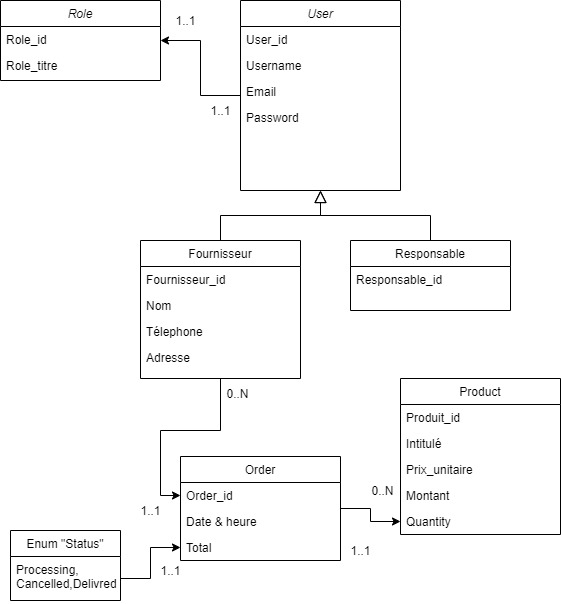 Role
Role_id
Role_titre
1..1
User
User_id
Username
Email
Password
1..1
Fournisseur
Fournisseur_id
Nom
Télephone
Adresse
Responsable
Responsable_id
0..N
Product
Produit_id
Intitulé
Prix_unitaire
Montant
Quantity
Order
Order_id
Date & heure
Total
1..1
0..N
1..1
Enum "Status"
Processing,
Cancelled,Delivred
1..1